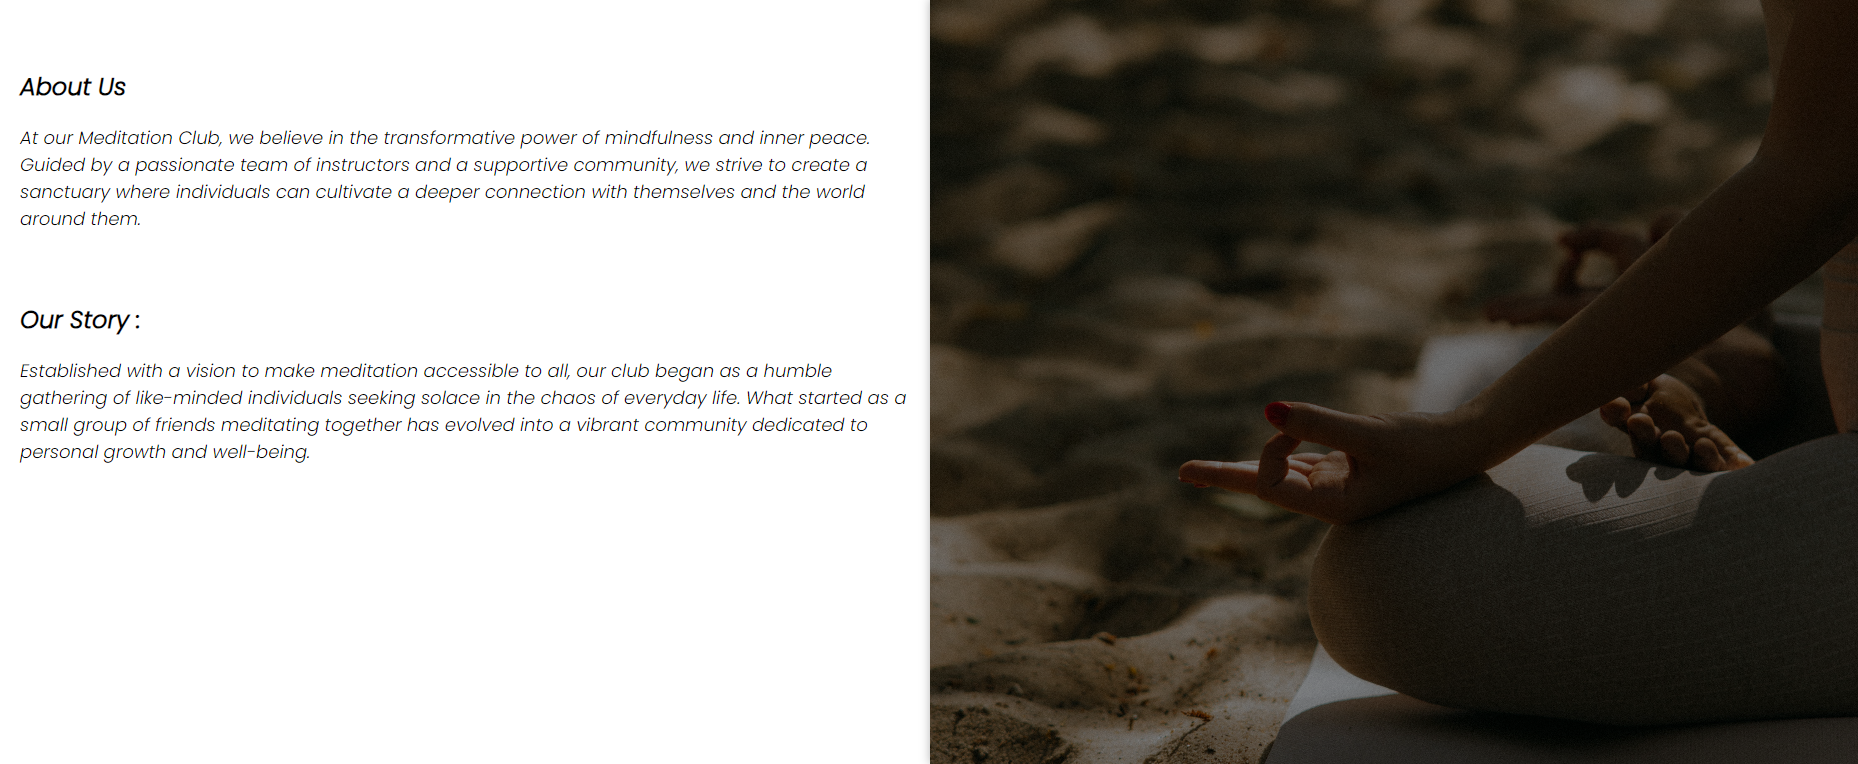 About Us
At our Meditation Club, we believe in the transformative power of mindfulness and inner peace.
Guided by a passionate team of instructors and a supportive community, we strive to create a
sanctuary where individuals can cultivate a deeper connection with themselves and the world
around them.
Our Story :
Established with a vision to make meditation accessible to all, our club began as a humble
gathering of like-minded individuals seeking solace in the chaos of everyday life. What started as a
small group of friends meditating together has evolved into a vibrant community dedicated to
personal growth and well-being.